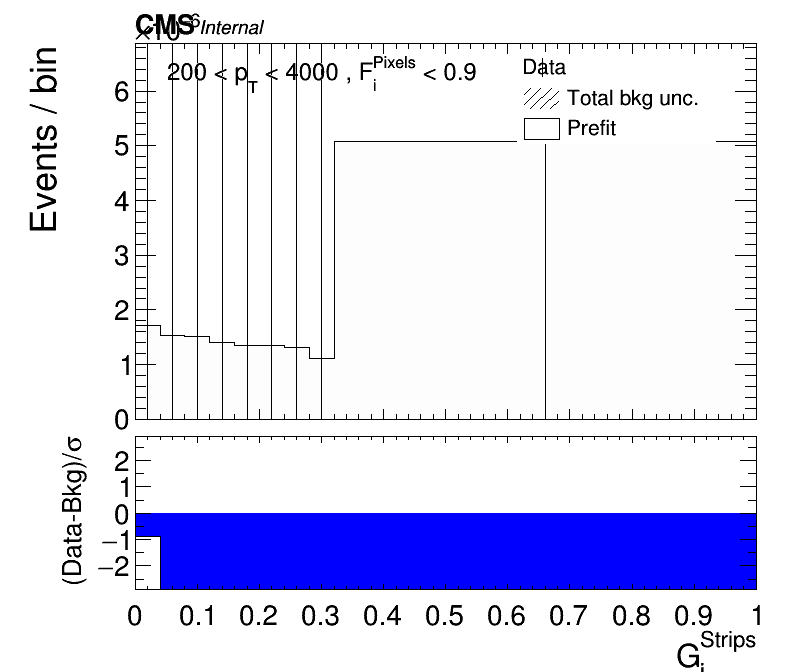 CMS Internal
×10⁻⁶
Events / bin
200 < p_T < 4000 , F_i^Pixels < 0.9
Data
Total bkg unc.
Prefit
6
5
4
3
2
1
0
(Data-Bkg)/σ
2
1
0
−1
−2
0 0.1 0.2 0.3 0.4 0.5 0.6 0.7 0.8 0.9 1
G_i^Strips